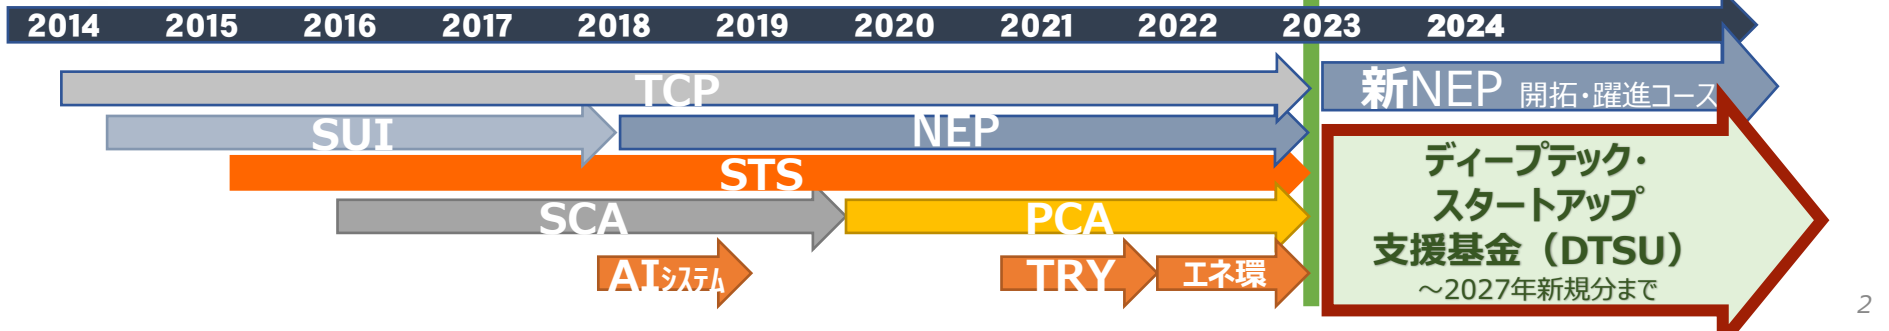 2014 2015 2016 2017 2018 2019 2020 2021 2022 2023 2024
TCP
新NEP 開拓・躍進コース
SUI
NEP
STS
SCA
PCA
AIシステム
TRY
エネ環
ディープテック・
スタートアップ
支援基金（DTSU）
～2027年新規分まで
2